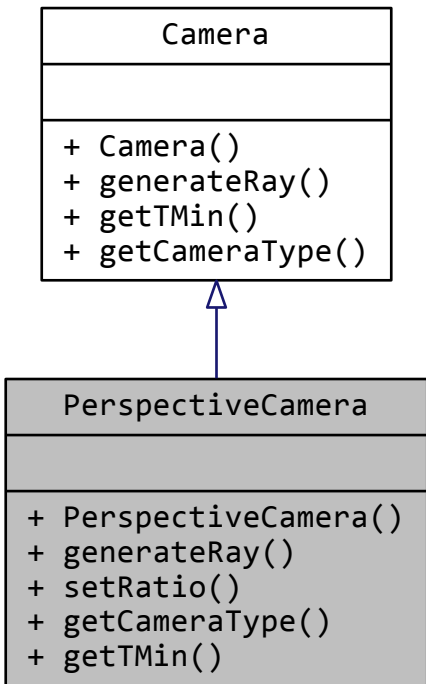 Camera
+ Camera()
+ generateRay()
+ getTMin()
+ getCameraType()
PerspectiveCamera
+ PerspectiveCamera()
+ generateRay()
+ setRatio()
+ getCameraType()
+ getTMin()